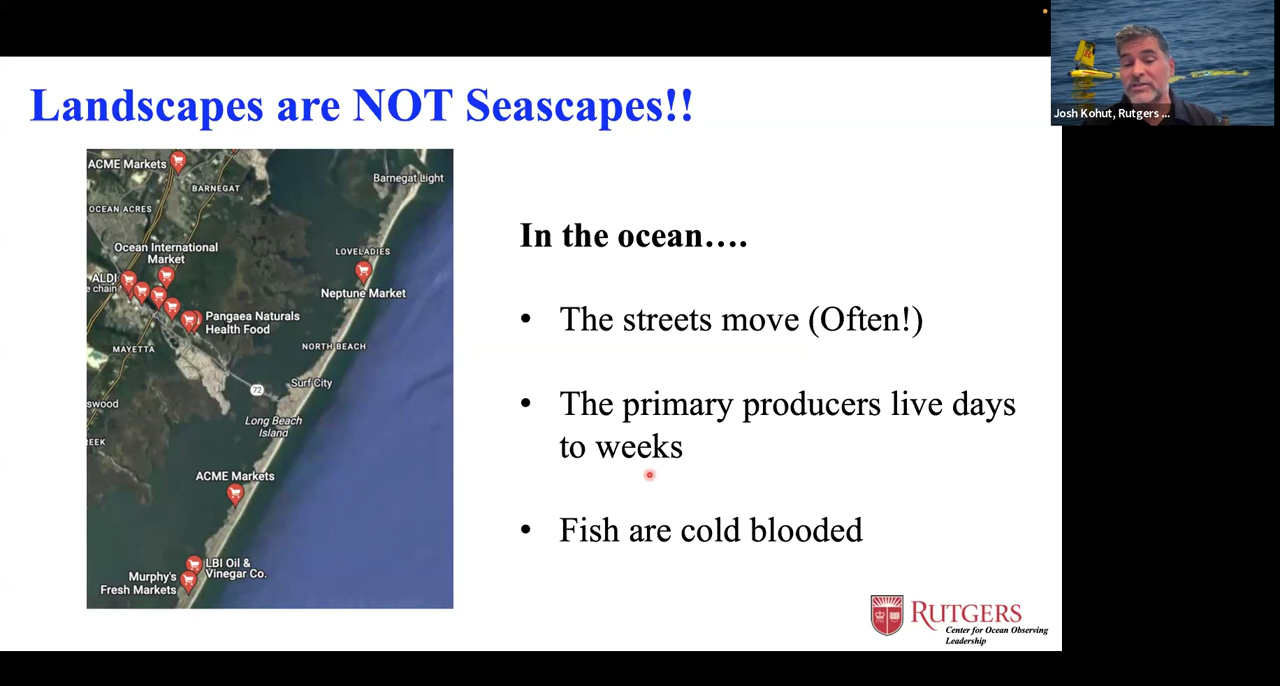 Landscapes are NOT Seascapes!!
Josh Kohut, Rutgers ...
ACME Markets
BARNEGAT
Barnegat Light
OCEAN ACRES
Ocean International
Market
LOVELADIES
ALDI
e chain
Neptune Market
Pangaea Naturals
Health Food
MAYETTA
NORTH BEACH
72
Surf City
swood
Long Beach
Island
EEK
ACME Markets
LBI Oil &
Vinegar Co.
Murphy's
Fresh Markets
In the ocean….
• The streets move (Often!)
• The primary producers live days
to weeks
• Fish are cold blooded
RUTGERS
Center for Ocean Observing
Leadership